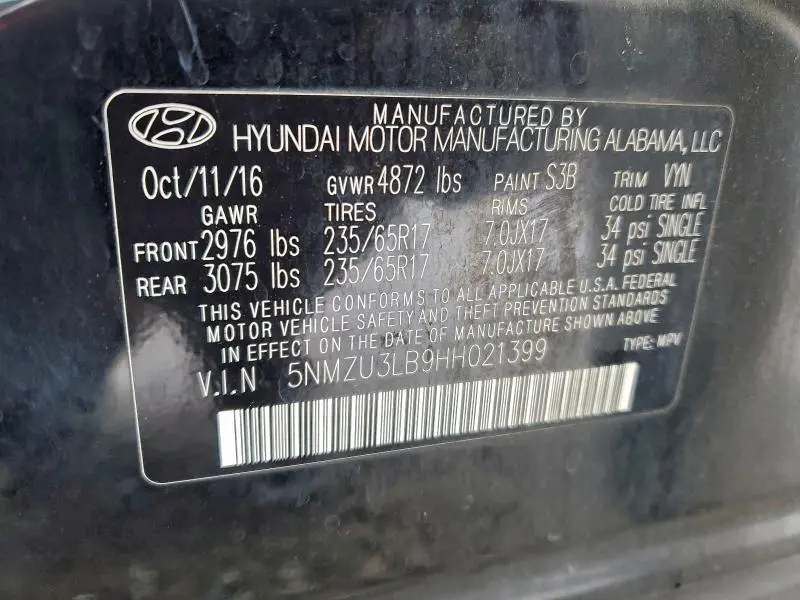 MANUFACTURED BY
HYUNDAI MOTOR MANUFACTURING ALABAMA, LLC
Oct/11/16 GVWR 4872 lbs PAINT S3B TRIM VYN
GAWR TIRES RIMS COLD TIRE INFL
FRONT 2976 lbs 235/65R17 7.0JX17 34 psi SINGLE
REAR 3075 lbs 235/65R17 7.0JX17 34 psi SINGLE
THIS VEHICLE CONFORMS TO ALL APPLICABLE U.S.A. FEDERAL
MOTOR VEHICLE SAFETY AND THEFT PREVENTION STANDARDS
IN EFFECT ON THE DATE OF MANUFACTURE SHOWN ABOVE.
V.I.N 5NMZU3LB9HH021399 TYPE: MPV